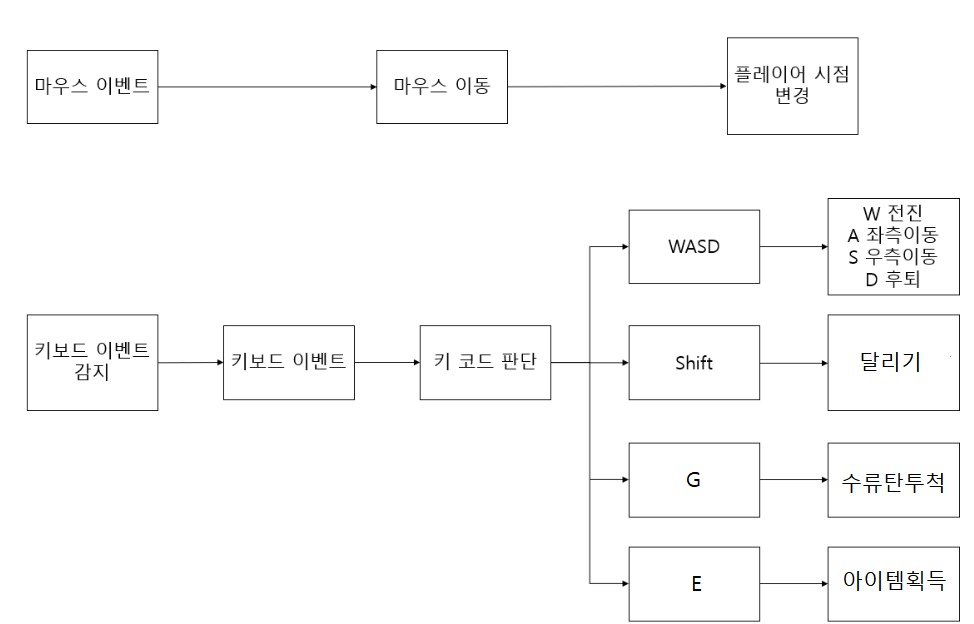 마우스 이벤트
마우스 이동
플레이어 시점
변경
키보드 이벤트
감지
키보드 이벤트
키 코드 판단
WASD
W 전진
A 좌측이동
S 우측이동
D 후퇴
Shift
달리기
G
수류탄투척
E
아이템획득